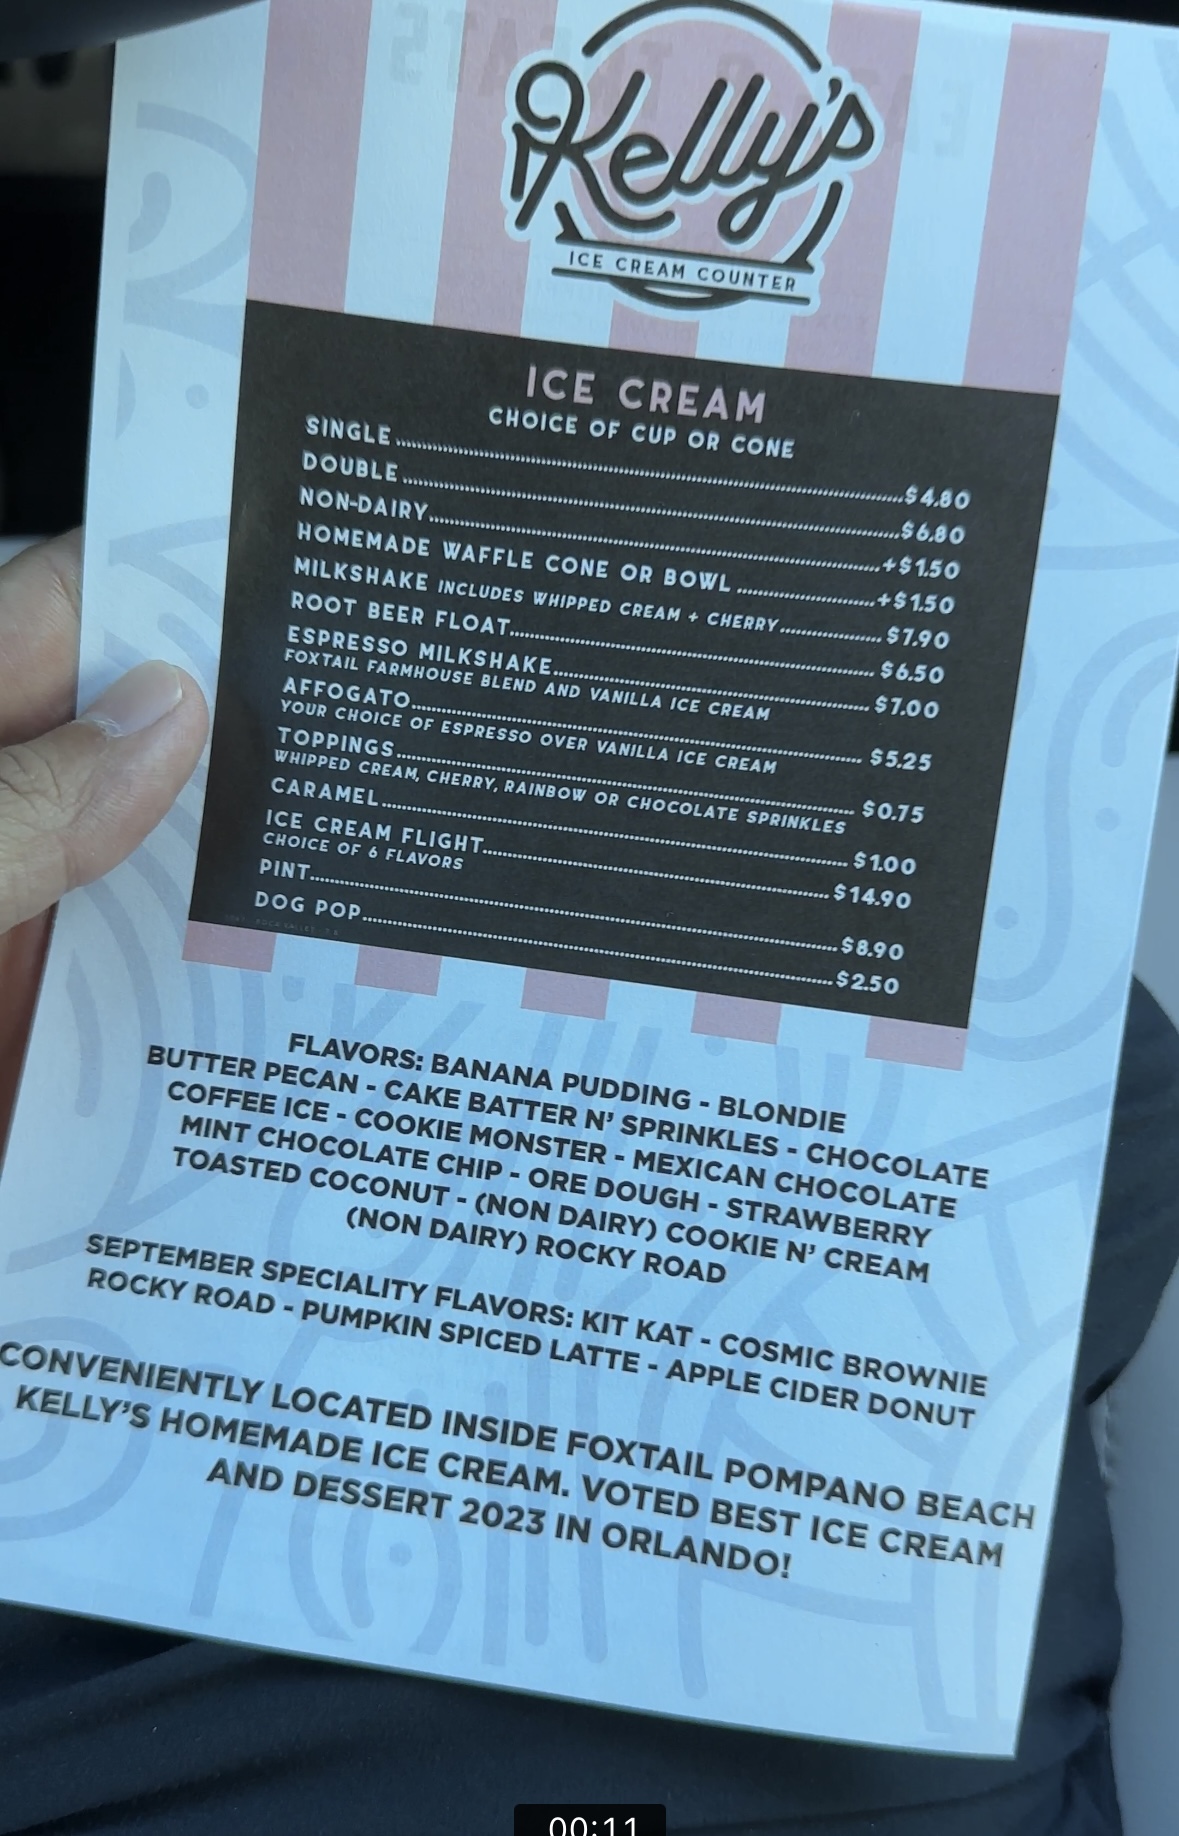 Kelly's
ICE CREAM COUNTER
ICE CREAM
CHOICE OF CUP OR CONE
SINGLE $4.80
DOUBLE $6.80
NON-DAIRY +$1.50
HOMEMADE WAFFLE CONE OR BOWL +$1.50
MILKSHAKE INCLUDES WHIPPED CREAM + CHERRY $7.90
ROOT BEER FLOAT $6.50
ESPRESSO MILKSHAKE $7.00
FOXTAIL FARMHOUSE BLEND AND VANILLA ICE CREAM
AFFOGATO $5.25
YOUR CHOICE OF ESPRESSO OVER VANILLA ICE CREAM
TOPPINGS $0.75
WHIPPED CREAM, CHERRY, RAINBOW OR CHOCOLATE SPRINKLES
CARAMEL $1.00
ICE CREAM FLIGHT $14.90
CHOICE OF 6 FLAVORS
PINT $8.90
DOG POP $2.50
FLAVORS: BANANA PUDDING - BLONDIE
BUTTER PECAN - CAKE BATTER N' SPRINKLES - CHOCOLATE
COFFEE ICE - COOKIE MONSTER - MEXICAN CHOCOLATE
MINT CHOCOLATE CHIP - ORE DOUGH - STRAWBERRY
TOASTED COCONUT - (NON DAIRY) COOKIE N' CREAM
(NON DAIRY) ROCKY ROAD
SEPTEMBER SPECIALITY FLAVORS: KIT KAT - COSMIC BROWNIE
ROCKY ROAD - PUMPKIN SPICED LATTE - APPLE CIDER DONUT
CONVENIENTLY LOCATED INSIDE FOXTAIL POMPANO BEACH
KELLY'S HOMEMADE ICE CREAM. VOTED BEST ICE CREAM
AND DESSERT 2023 IN ORLANDO!
00:11